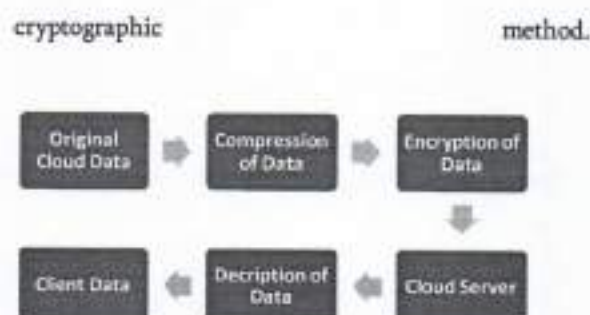 cryptographic method.
Original
Cloud Data
Compression
of Data
Encryption of
Data
Cloud Server
Decription of
Data
Client Data